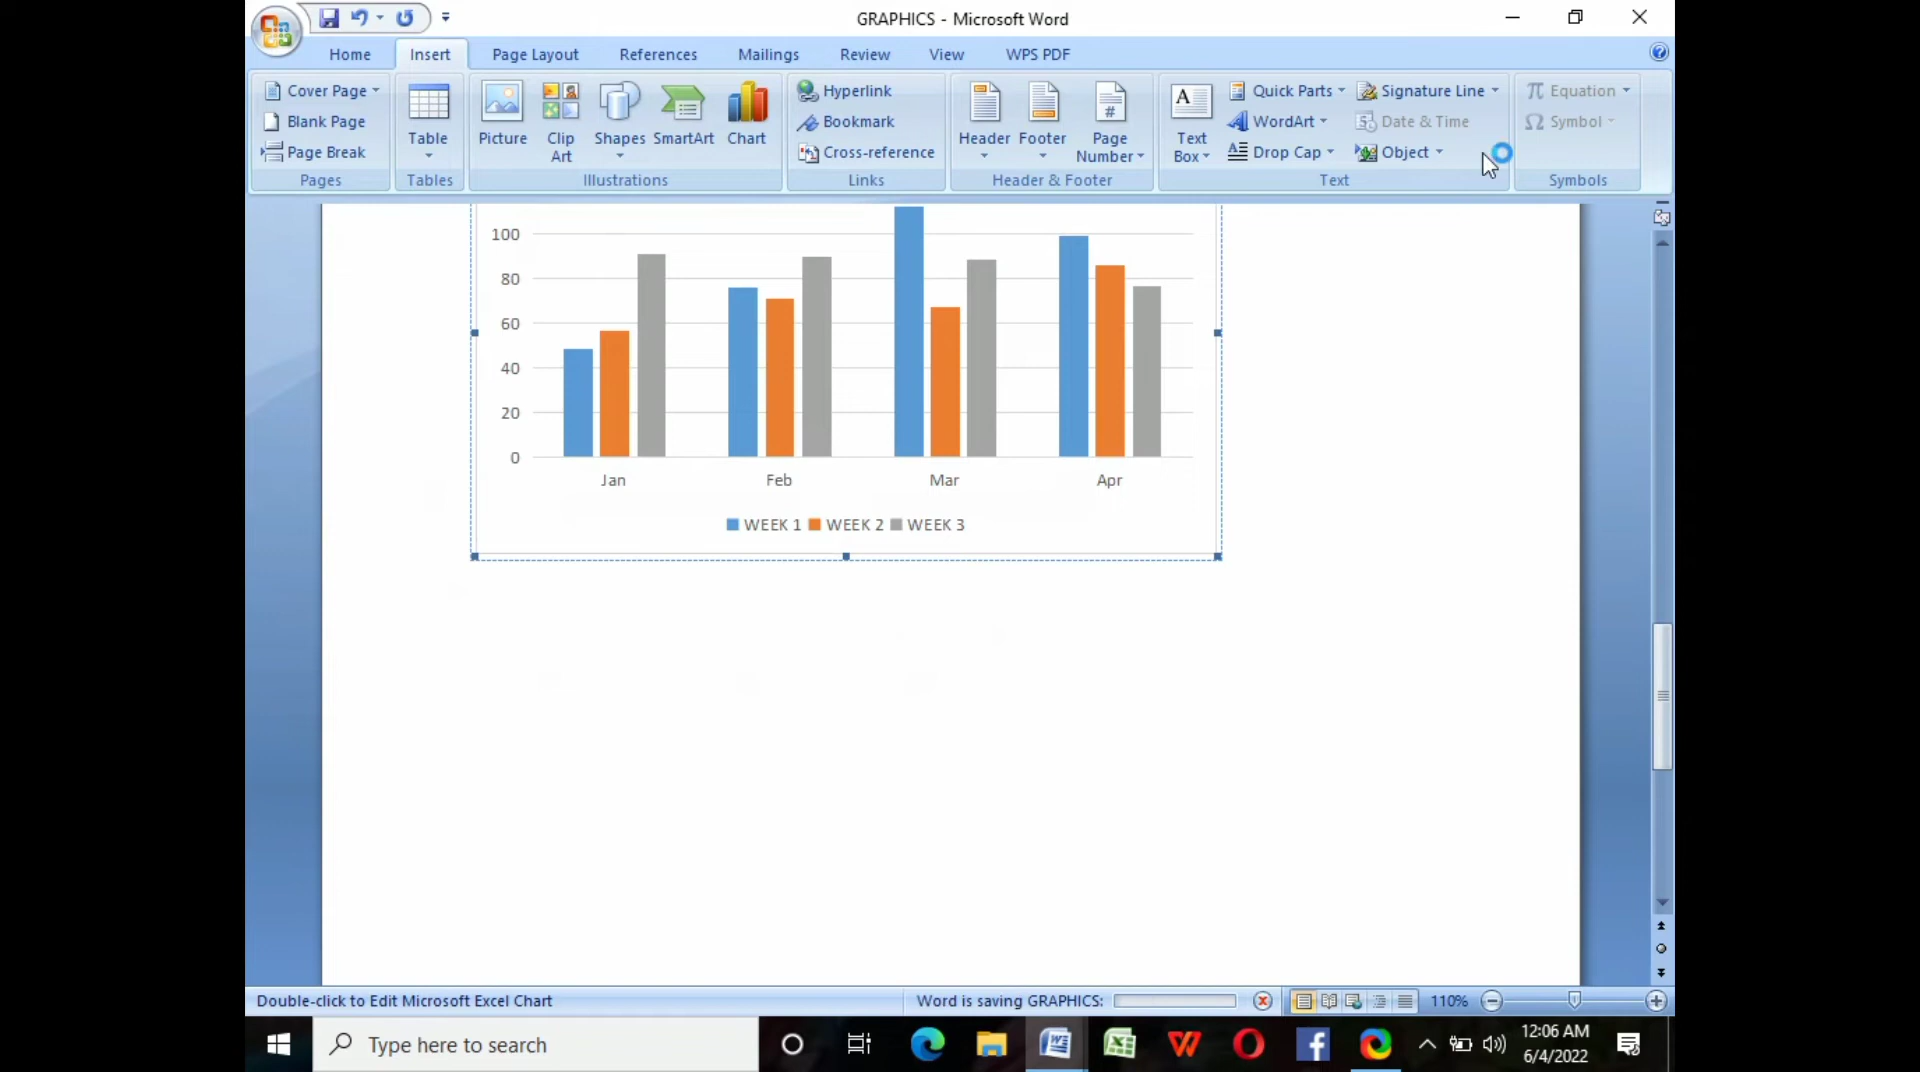 GRAPHICS - Microsoft Word
Home Insert Page Layout References Mailings Review View WPS PDF
Cover Page
Blank Page
Page Break
Pages
Table
Tables
Picture Clip Art Shapes SmartArt Chart
Illustrations
Hyperlink
Bookmark
Cross-reference
Links
Header Footer Page Number
Header & Footer
Text Box
Quick Parts
WordArt
Drop Cap
Signature Line
Date & Time
Object
Text
Equation
Symbol
Symbols
100
80
60
40
20
0
Jan Feb Mar Apr
WEEK 1 WEEK 2 WEEK 3
Double-click to Edit Microsoft Excel Chart Word is saving GRAPHICS: 110%
Type here to search
12:06 AM
6/4/2022